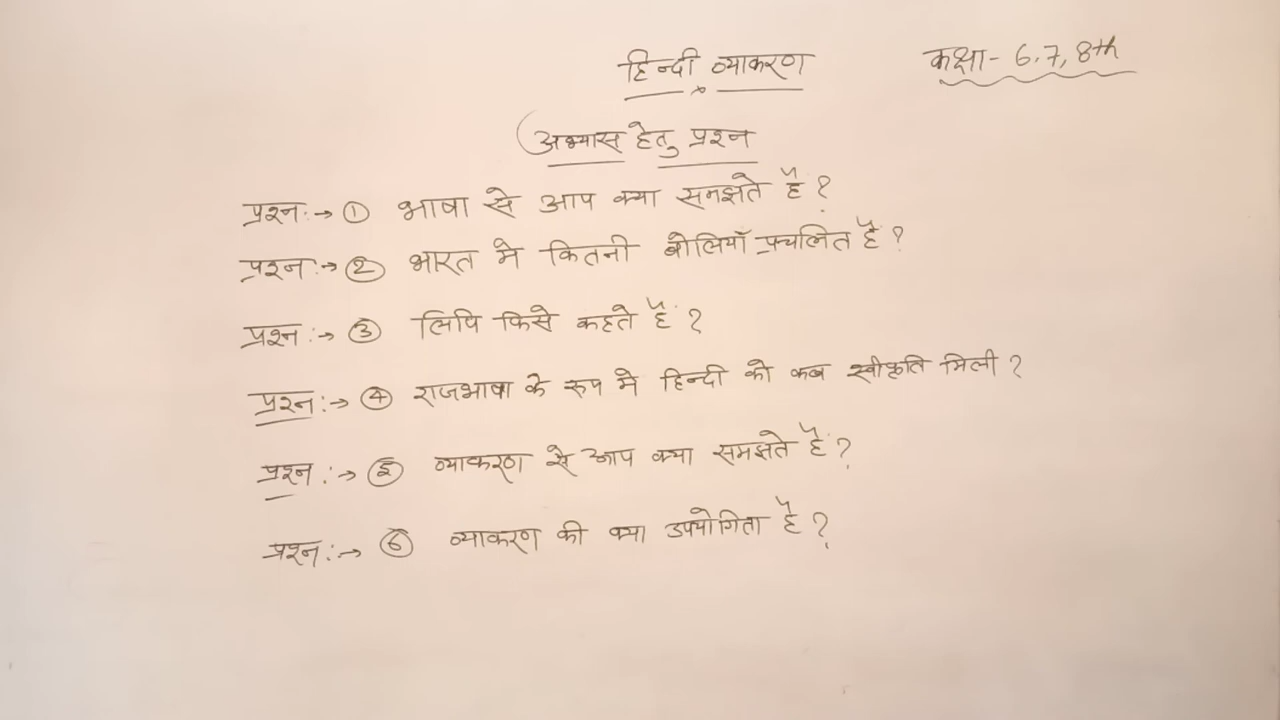 हिन्दी व्याकरण
कक्षा- 6,7,8th
(अभ्यास हेतु प्रश्न
प्रश्न:→ ① भाषा से आप क्या समझते हैं ?
प्रश्न:→ ② भारत मे कितनी बोलियाँ प्रचलित है ?
प्रश्न:→ ③ लिपि किसे कहते हैं ?
प्रश्न:→ ④ राजभाषा के रूप मे हिन्दी को कब स्वीकृति मिली ?
प्रश्न:→ ⑤ व्याकरण से आप क्या समझते हैं ?
प्रश्न:→ ⑥ व्याकरण की क्या उपयोगिता है ?